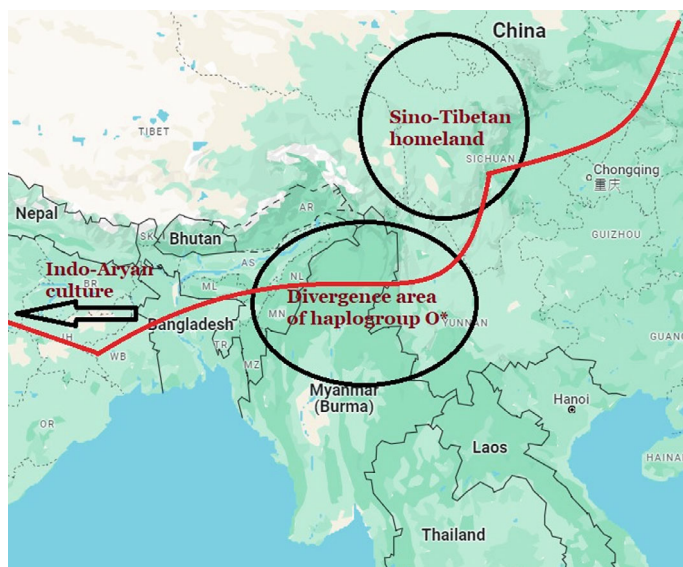 China
Sino-Tibetan
homeland
TIBET
SICHUAN
Chongqing
重庆
Nepal
AR
SK
Bhutan
GUIZHOU
Indo-Aryan
culture
BR
AS
NL
ML
Divergence area
of haplogroup O*
MN
YUNNAN
Bangladesh
JH
WB
TR
MZ
GUANG
Myanmar
(Burma)
Hanoi
OR
Laos
HAINAN
Thailand